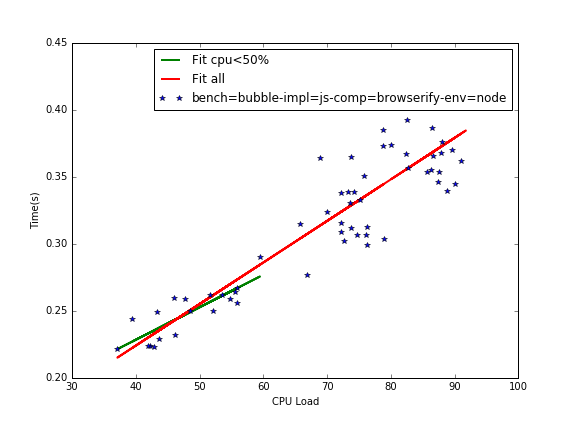 0.45
0.40
0.35
0.30
0.25
0.20
Time(s)
Fit cpu<50%
Fit all
bench=bubble-impl=js-comp=browserify-env=node
30 40 50 60 70 80 90 100
CPU Load